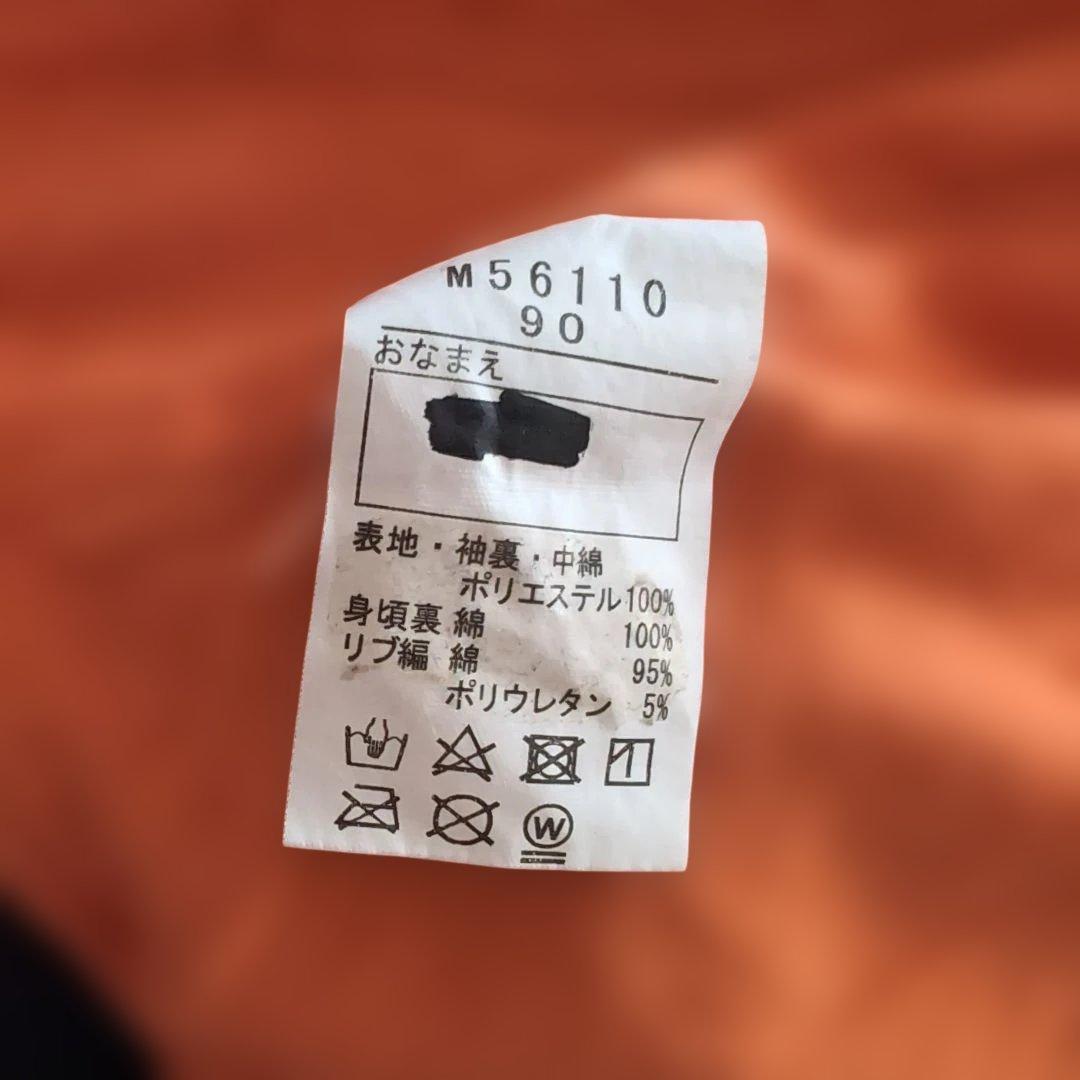 M56110
90
おなまえ
表地・袖裏・中綿
ポリエステル100%
身頃裏 綿 100%
リブ編 綿 95%
ポリウレタン 5%
W